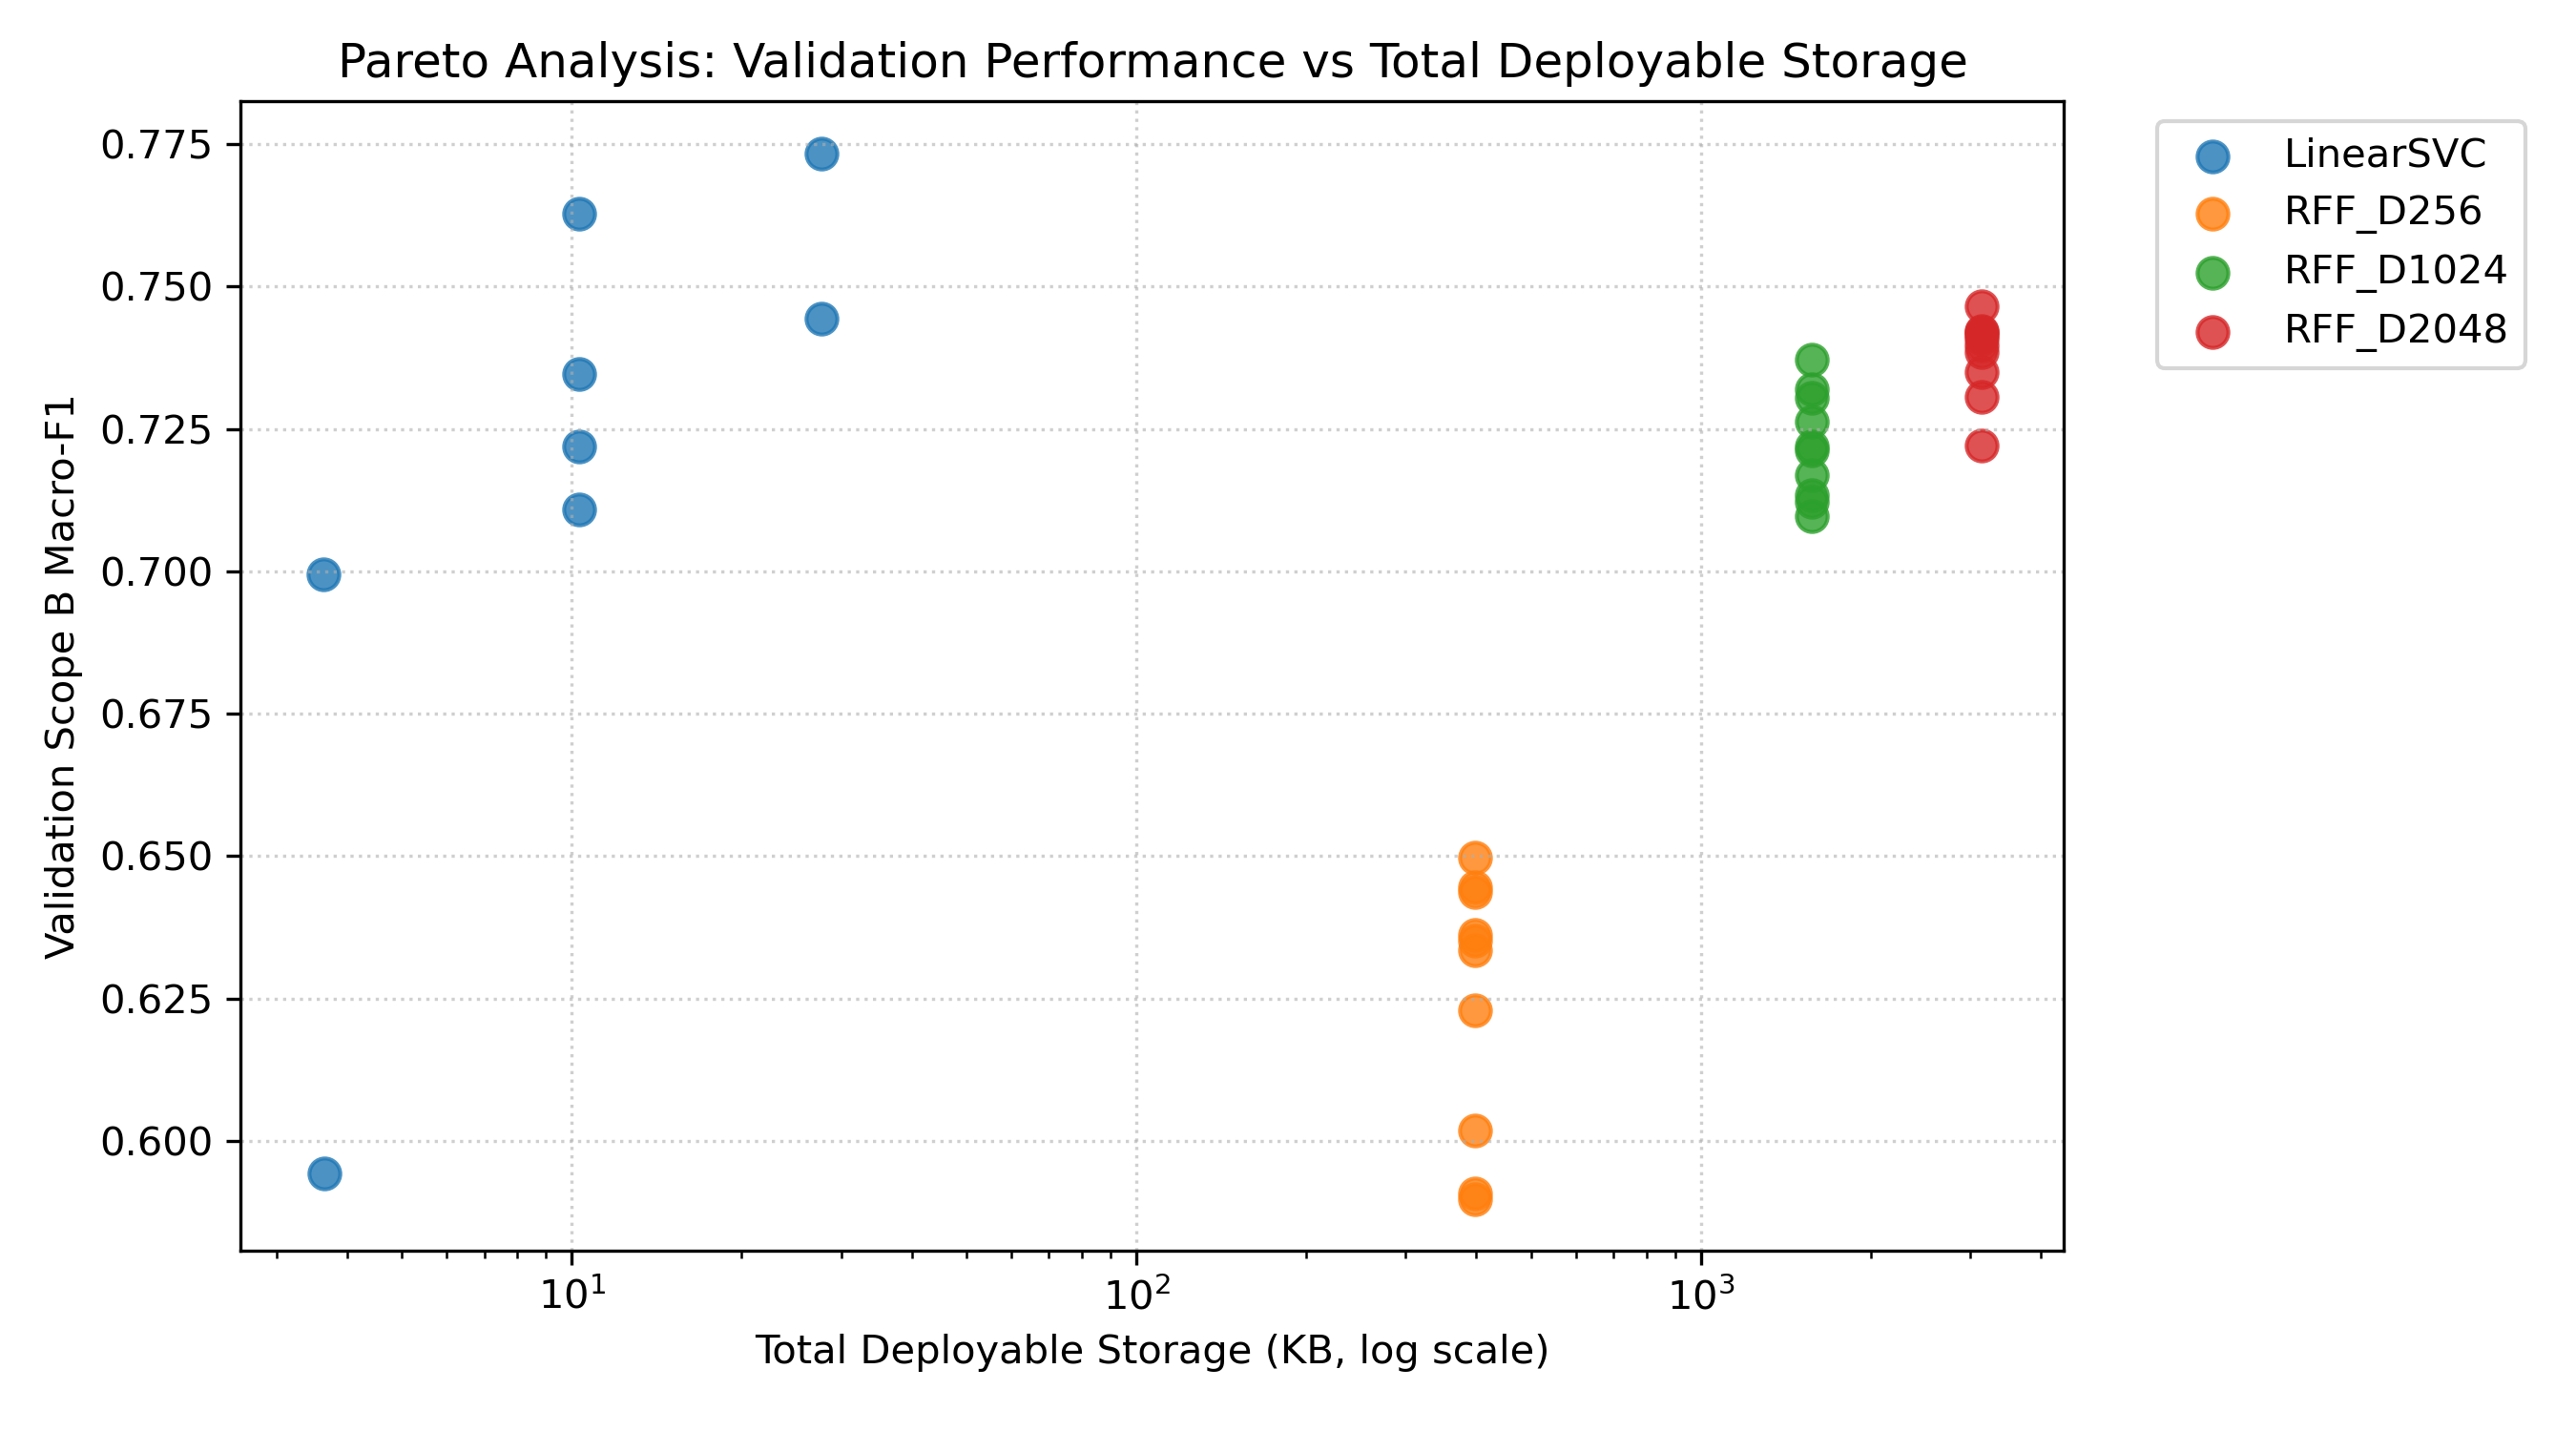 Pareto Analysis: Validation Performance vs Total Deployable Storage
Validation Scope B Macro-F1
0.775
0.750
0.725
0.700
0.675
0.650
0.625
0.600
10¹
10²
10³
Total Deployable Storage (KB, log scale)
LinearSVC
RFF_D256
RFF_D1024
RFF_D2048